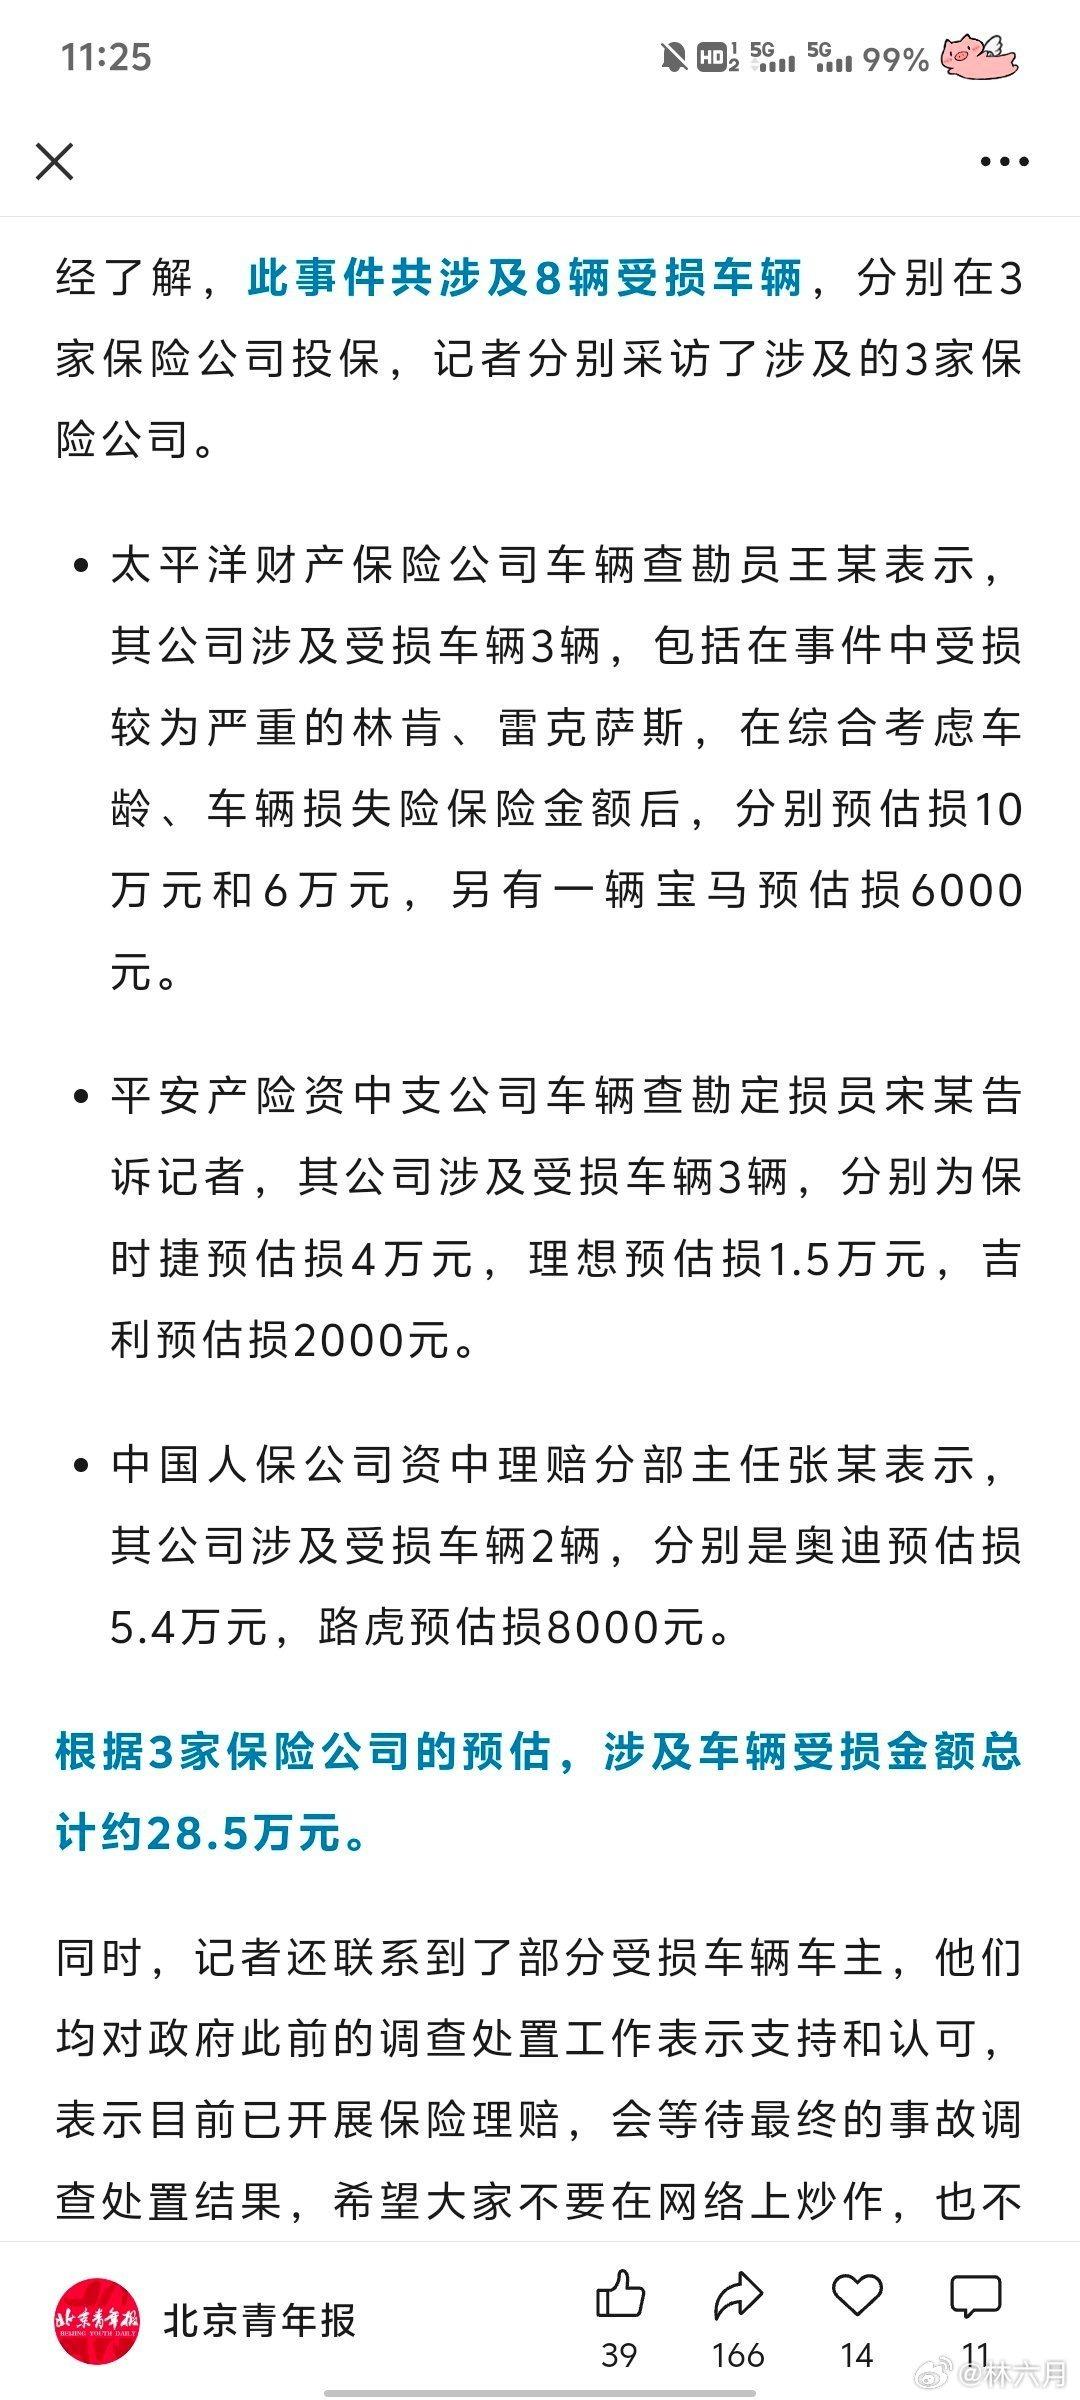 11:25
HD 1 2 5G 5G 99%
经了解，此事件共涉及8辆受损车辆，分别在3
家保险公司投保，记者分别采访了涉及的3家保
险公司。
• 太平洋财产保险公司车辆查勘员王某表示，
其公司涉及受损车辆3辆，包括在事件中受损
较为严重的林肯、雷克萨斯，在综合考虑车
龄、车辆损失险保险金额后，分别预估损10
万元和6万元，另有一辆宝马预估损6000
元。
• 平安产险资中支公司车辆查勘定损员宋某告
诉记者，其公司涉及受损车辆3辆，分别为保
时捷预估损4万元，理想预估损1.5万元，吉
利预估损2000元。
• 中国人保公司资中理赔分部主任张某表示，
其公司涉及受损车辆2辆，分别是奥迪预估损
5.4万元，路虎预估损8000元。
根据3家保险公司的预估，涉及车辆受损金额总
计约28.5万元。
同时，记者还联系到了部分受损车辆车主，他们
均对政府此前的调查处置工作表示支持和认可，
表示目前已开展保险理赔，会等待最终的事故调
查处置结果，希望大家不要在网络上炒作，也不
北京青年报
BEIJING YOUTH DAILY
北京青年报
39
166
14
11
@林六月